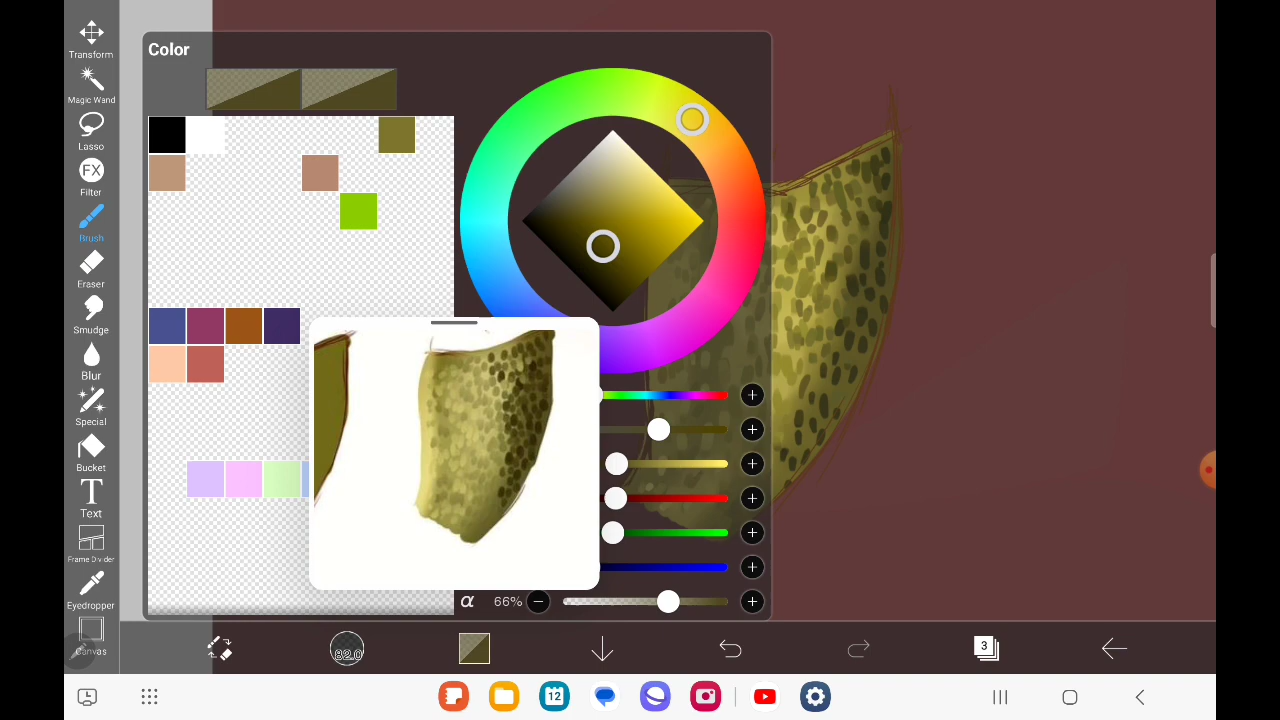 Color
Transform
Magic Wand
Lasso
FX
Filter
Brush
Eraser
Smudge
Blur
Special
Bucket
T
Text
Frame Divider
Eyedropper
Canvas
α 66%
82.0
3
12